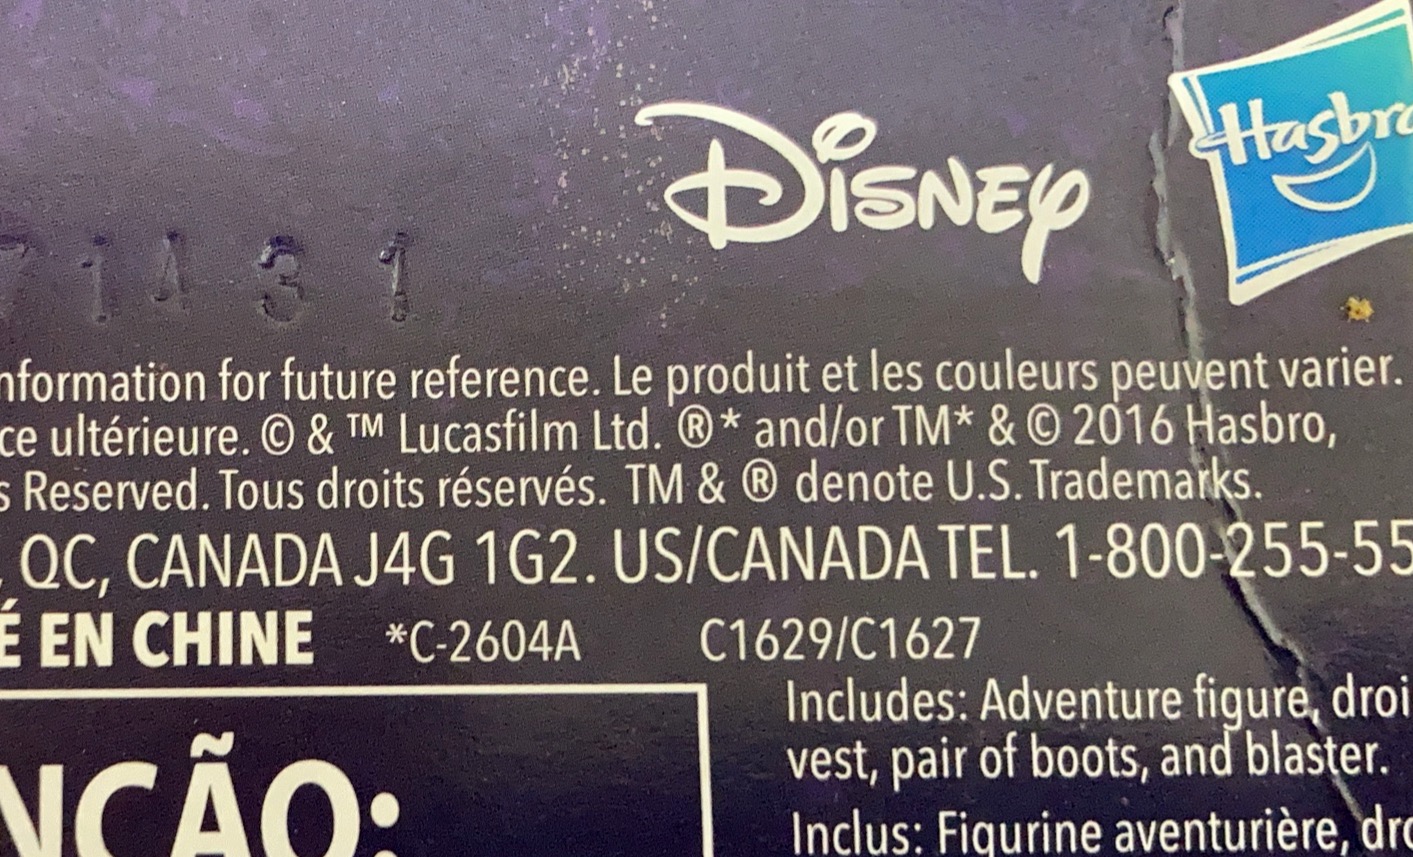 Disney
Hasbro
71431
nformation for future reference. Le produit et les couleurs peuvent varier.
ce ultérieure. © & ™ Lucasfilm Ltd. ®* and/or TM* & © 2016 Hasbro,
s Reserved. Tous droits réservés. TM & ® denote U.S. Trademarks.
QC, CANADA J4G 1G2. US/CANADA TEL. 1-800-255-55
É EN CHINE *C-2604A C1629/C1627
Includes: Adventure figure, droi
vest, pair of boots, and blaster.
NÇÃO:
Inclus: Figurine aventurière, dro